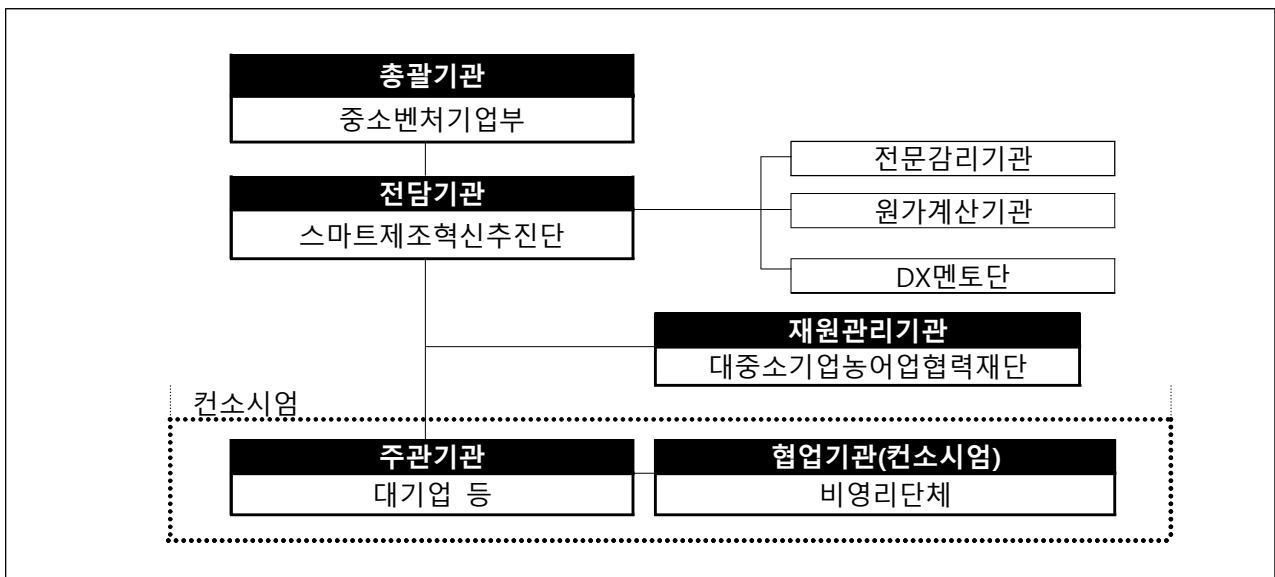 총괄기관
중소벤처기업부
전담기관
스마트제조혁신추진단
전문감리기관
원가계산기관
DX멘토단
재원관리기관
대중소기업농어업협력재단
컨소시엄
주관기관
대기업 등
협업기관(컨소시엄)
비영리단체